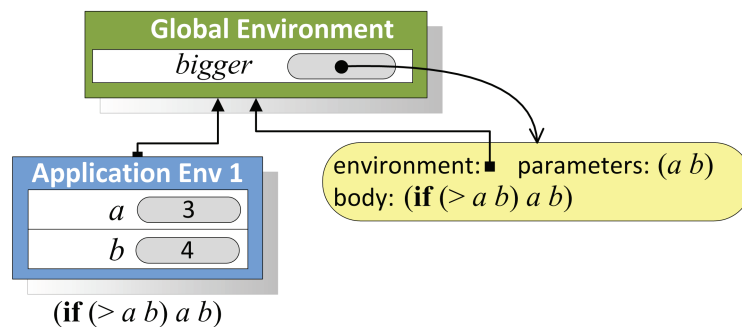 Global Environment
bigger
environment: parameters: (a b)
body: (if (> a b) a b)
Application Env 1
a 3
b 4
(if (> a b) a b)